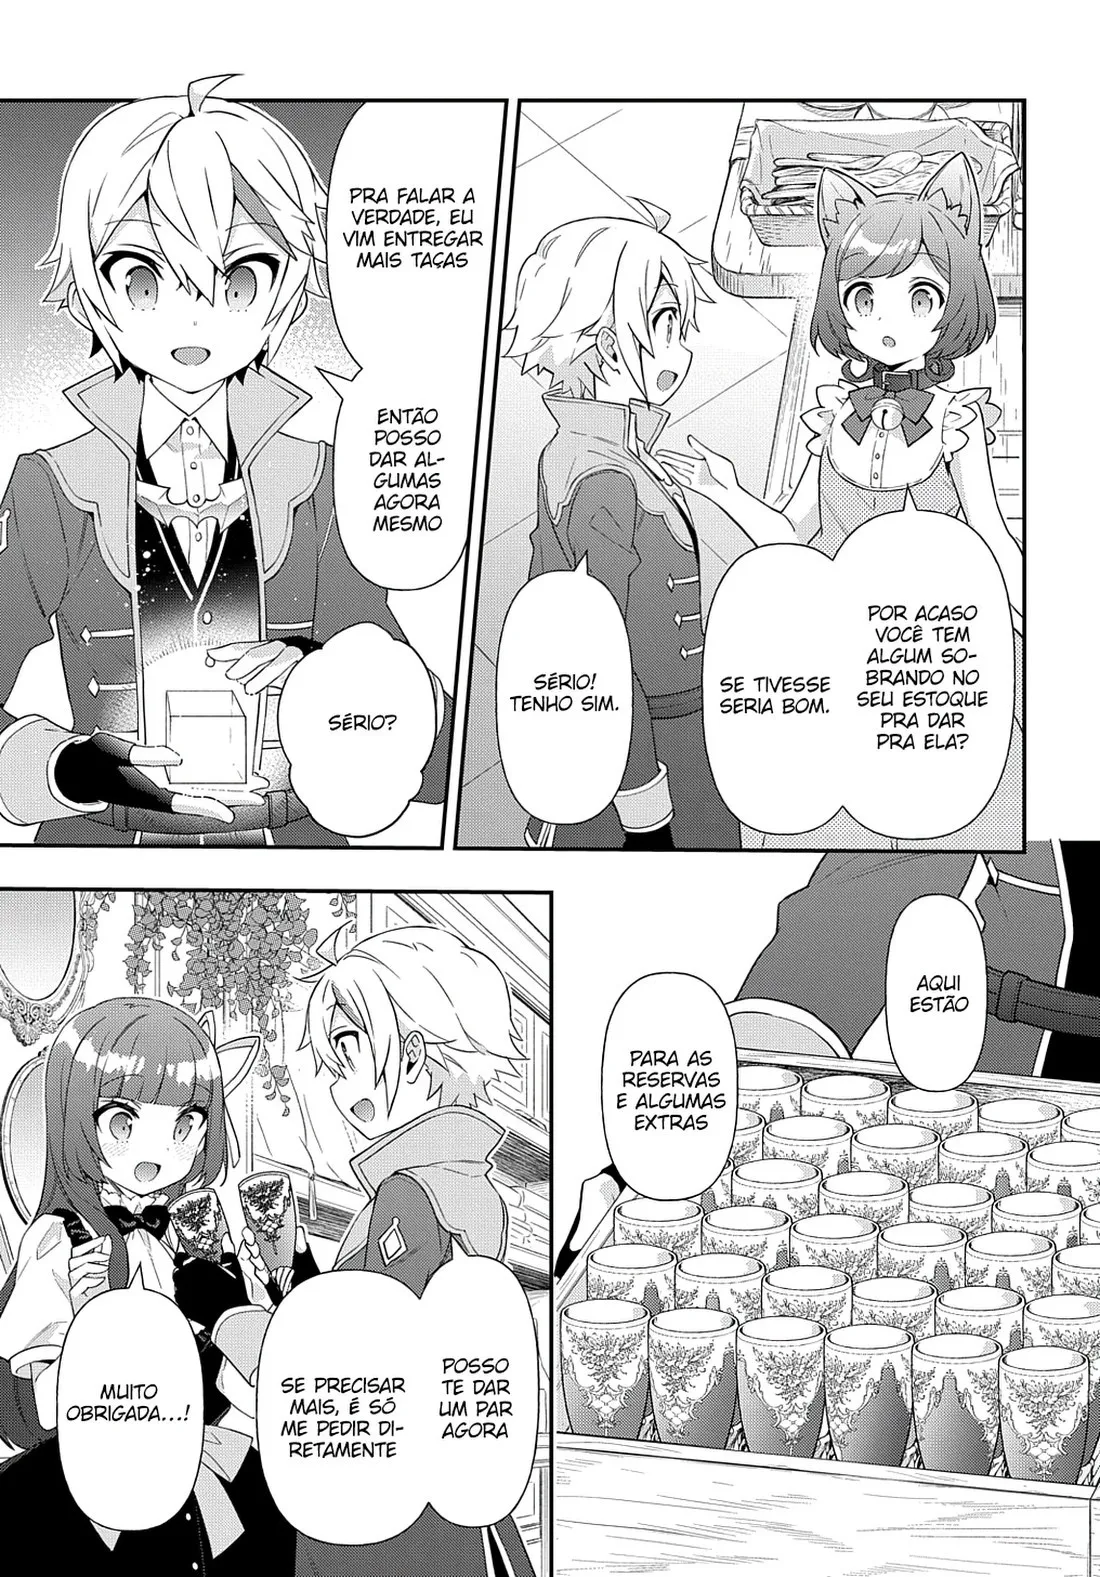 POR ACASO
VOCÊ TEM
ALGUM SO-
BRANDO NO
SEU ESTOQUE
PRA DAR
PRA ELA?
SE TIVESSE
SERIA BOM.
SÉRIO!
TENHO SIM.
PRA FALAR A
VERDADE, EU
VIM ENTREGAR
MAIS TAÇAS
ENTÃO
POSSO
DAR AL-
GUMAS
AGORA
MESMO
SÉRIO?
AQUI
ESTÃO
PARA AS
RESERVAS
E ALGUMAS
EXTRAS
POSSO
TE DAR
UM PAR
AGORA
SE PRECISAR
MAIS, É SÓ
ME PEDIR DI-
RETAMENTE
MUITO
OBRIGADA...!